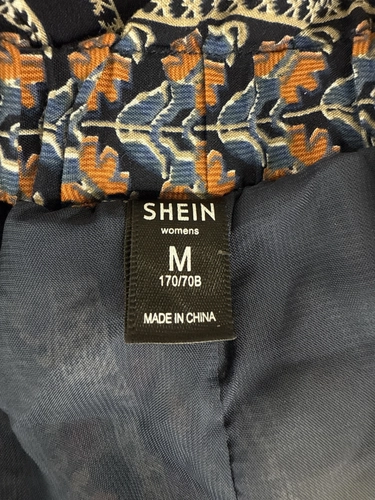 SHEIN
womens
M
170/70B
MADE IN CHINA